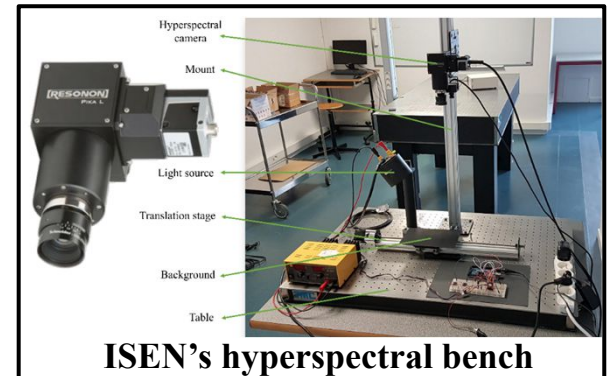 Hyperspectral
camera
Mount
[RESONON]
PIKA L
Light source
Translation stage
Background
Table
ISEN's hyperspectral bench